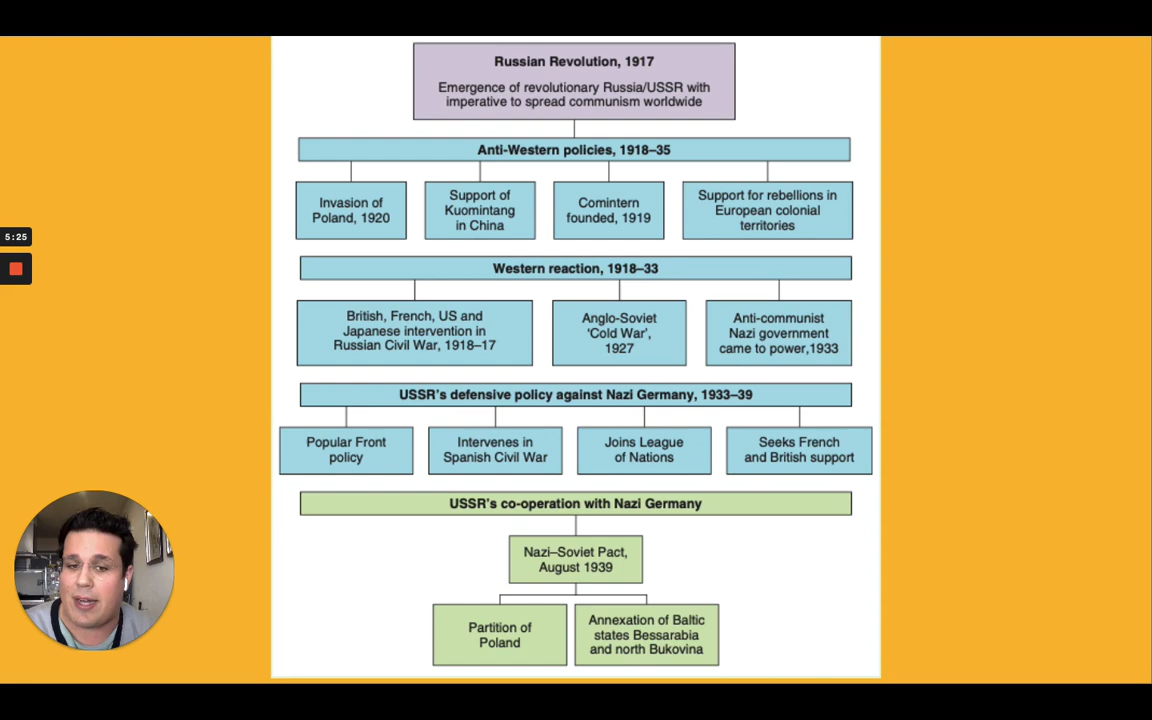 Russian Revolution, 1917
Emergence of revolutionary Russia/USSR with
imperative to spread communism worldwide
Anti-Western policies, 1918–35
Invasion of
Poland, 1920
Support of
Kuomintang
in China
Comintern
founded, 1919
Support for rebellions in
European colonial
territories
5:25
Western reaction, 1918–33
British, French, US and
Japanese intervention in
Russian Civil War, 1918–17
Anglo-Soviet
‘Cold War’,
1927
Anti-communist
Nazi government
came to power,1933
USSR’s defensive policy against Nazi Germany, 1933–39
Popular Front
policy
Intervenes in
Spanish Civil War
Joins League
of Nations
Seeks French
and British support
USSR’s co-operation with Nazi Germany
Nazi–Soviet Pact,
August 1939
Partition of
Poland
Annexation of Baltic
states Bessarabia
and north Bukovina